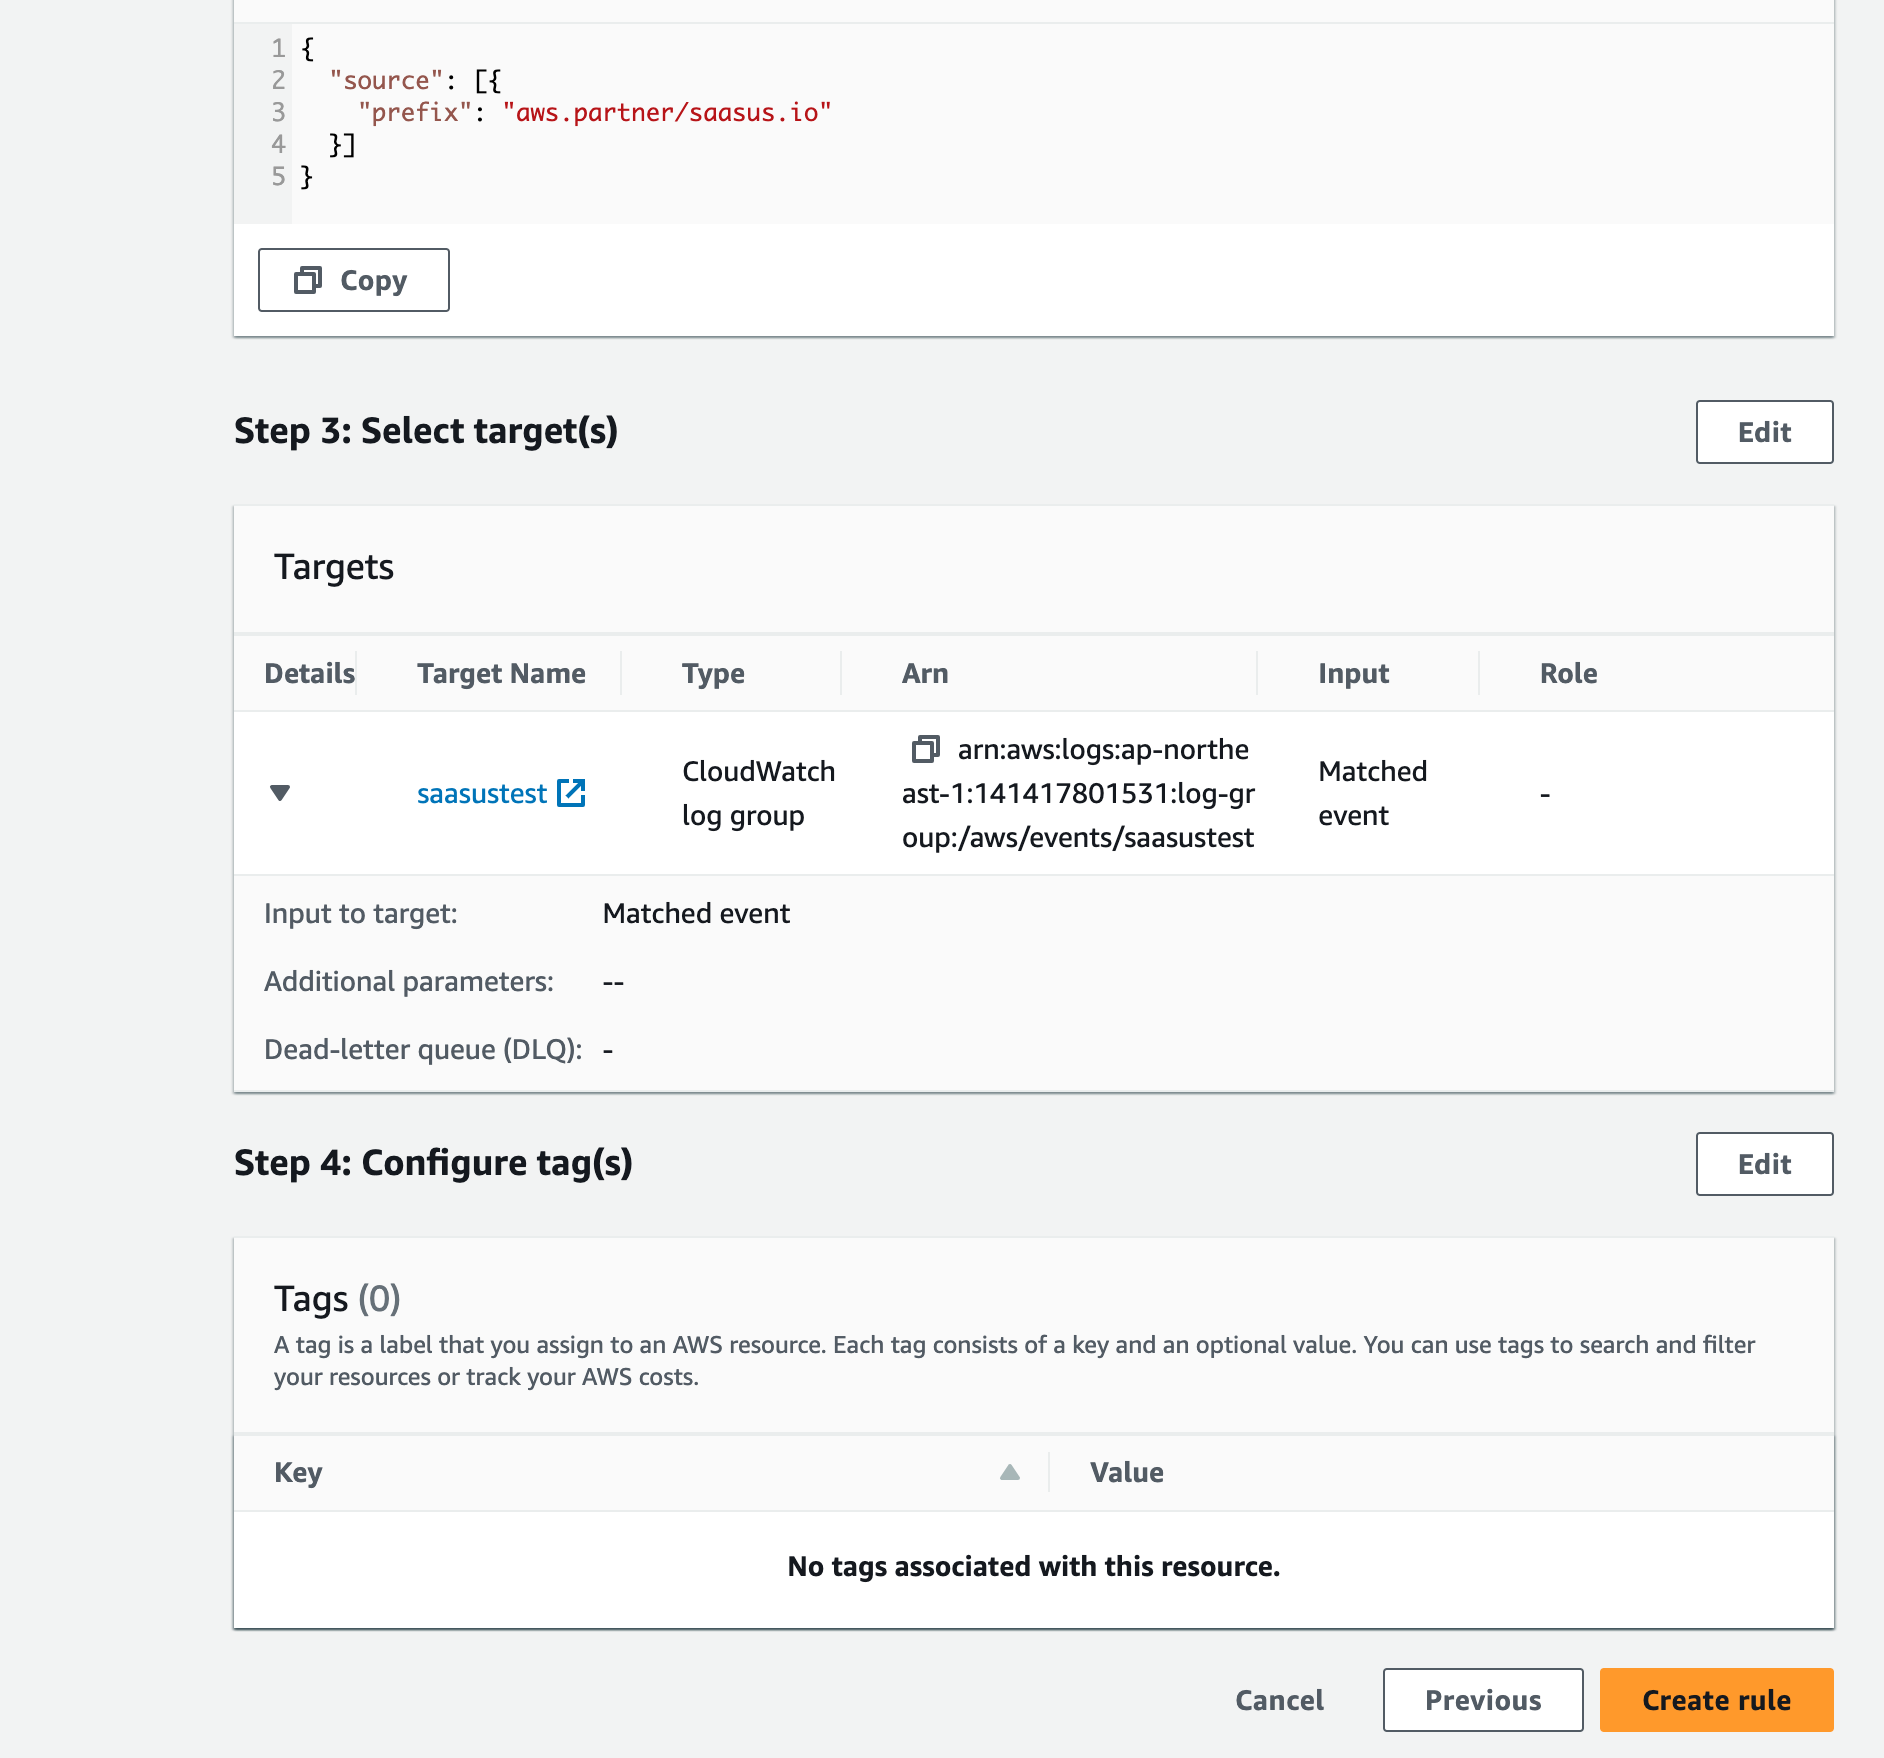 1 {
2   "source": [{
3     "prefix": "aws.partner/saasus.io"
4   }]
5 }
Copy
Step 3: Select target(s)
Edit
Targets
Details Target Name Type Arn Input Role
saasustest
CloudWatch
log group
arn:aws:logs:ap-northe
ast-1:141417801531:log-gr
oup:/aws/events/saasustest
Matched
event
-
Input to target: Matched event
Additional parameters: --
Dead-letter queue (DLQ): -
Step 4: Configure tag(s)
Edit
Tags (0)
A tag is a label that you assign to an AWS resource. Each tag consists of a key and an optional value. You can use tags to search and filter
your resources or track your AWS costs.
Key Value
No tags associated with this resource.
Cancel Previous Create rule